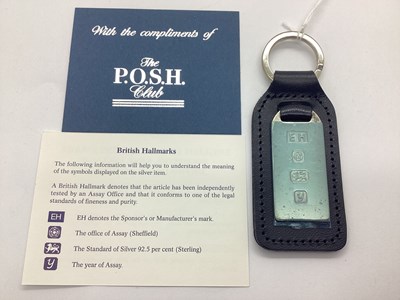 With the compliments of
The
P.O.S.H.
Club
British Hallmarks
The following information will help you to understand the meaning
of the symbols displayed on the silver item.
A British Hallmark denotes that the article has been independently
tested by an Assay Office and that it conforms to one of the legal
standards of fineness and purity.
EH EH denotes the Sponsor's or Manufacturer's mark.
The office of Assay (Sheffield)
The Standard of Silver 92.5 per cent (Sterling)
y The year of Assay.
EH
y